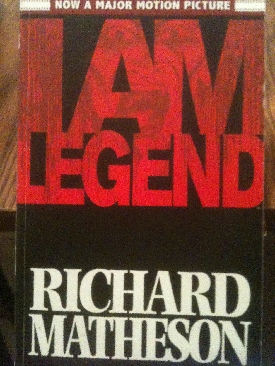 NOW A MAJOR MOTION PICTURE
I AM
LEGEND
RICHARD
MATHESON